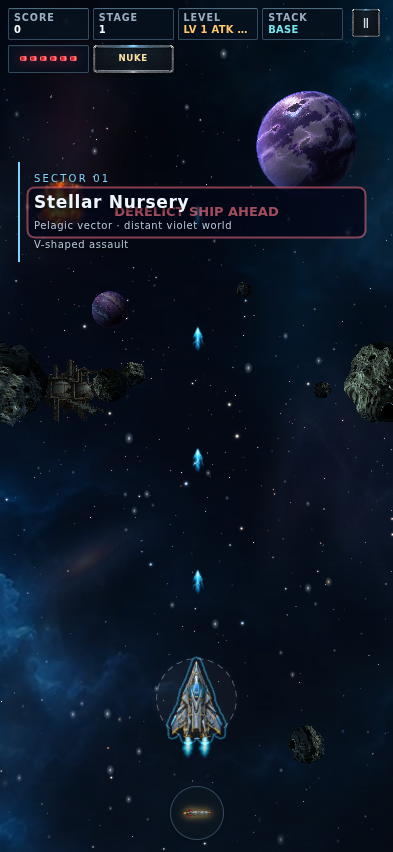 SCORE
0
STAGE
1
LEVEL
LV 1 ATK ...
STACK
BASE
II
NUKE
SECTOR 01
Stellar Nursery
DERELICT SHIP AHEAD
Pelagic vector · distant violet world
V-shaped assault